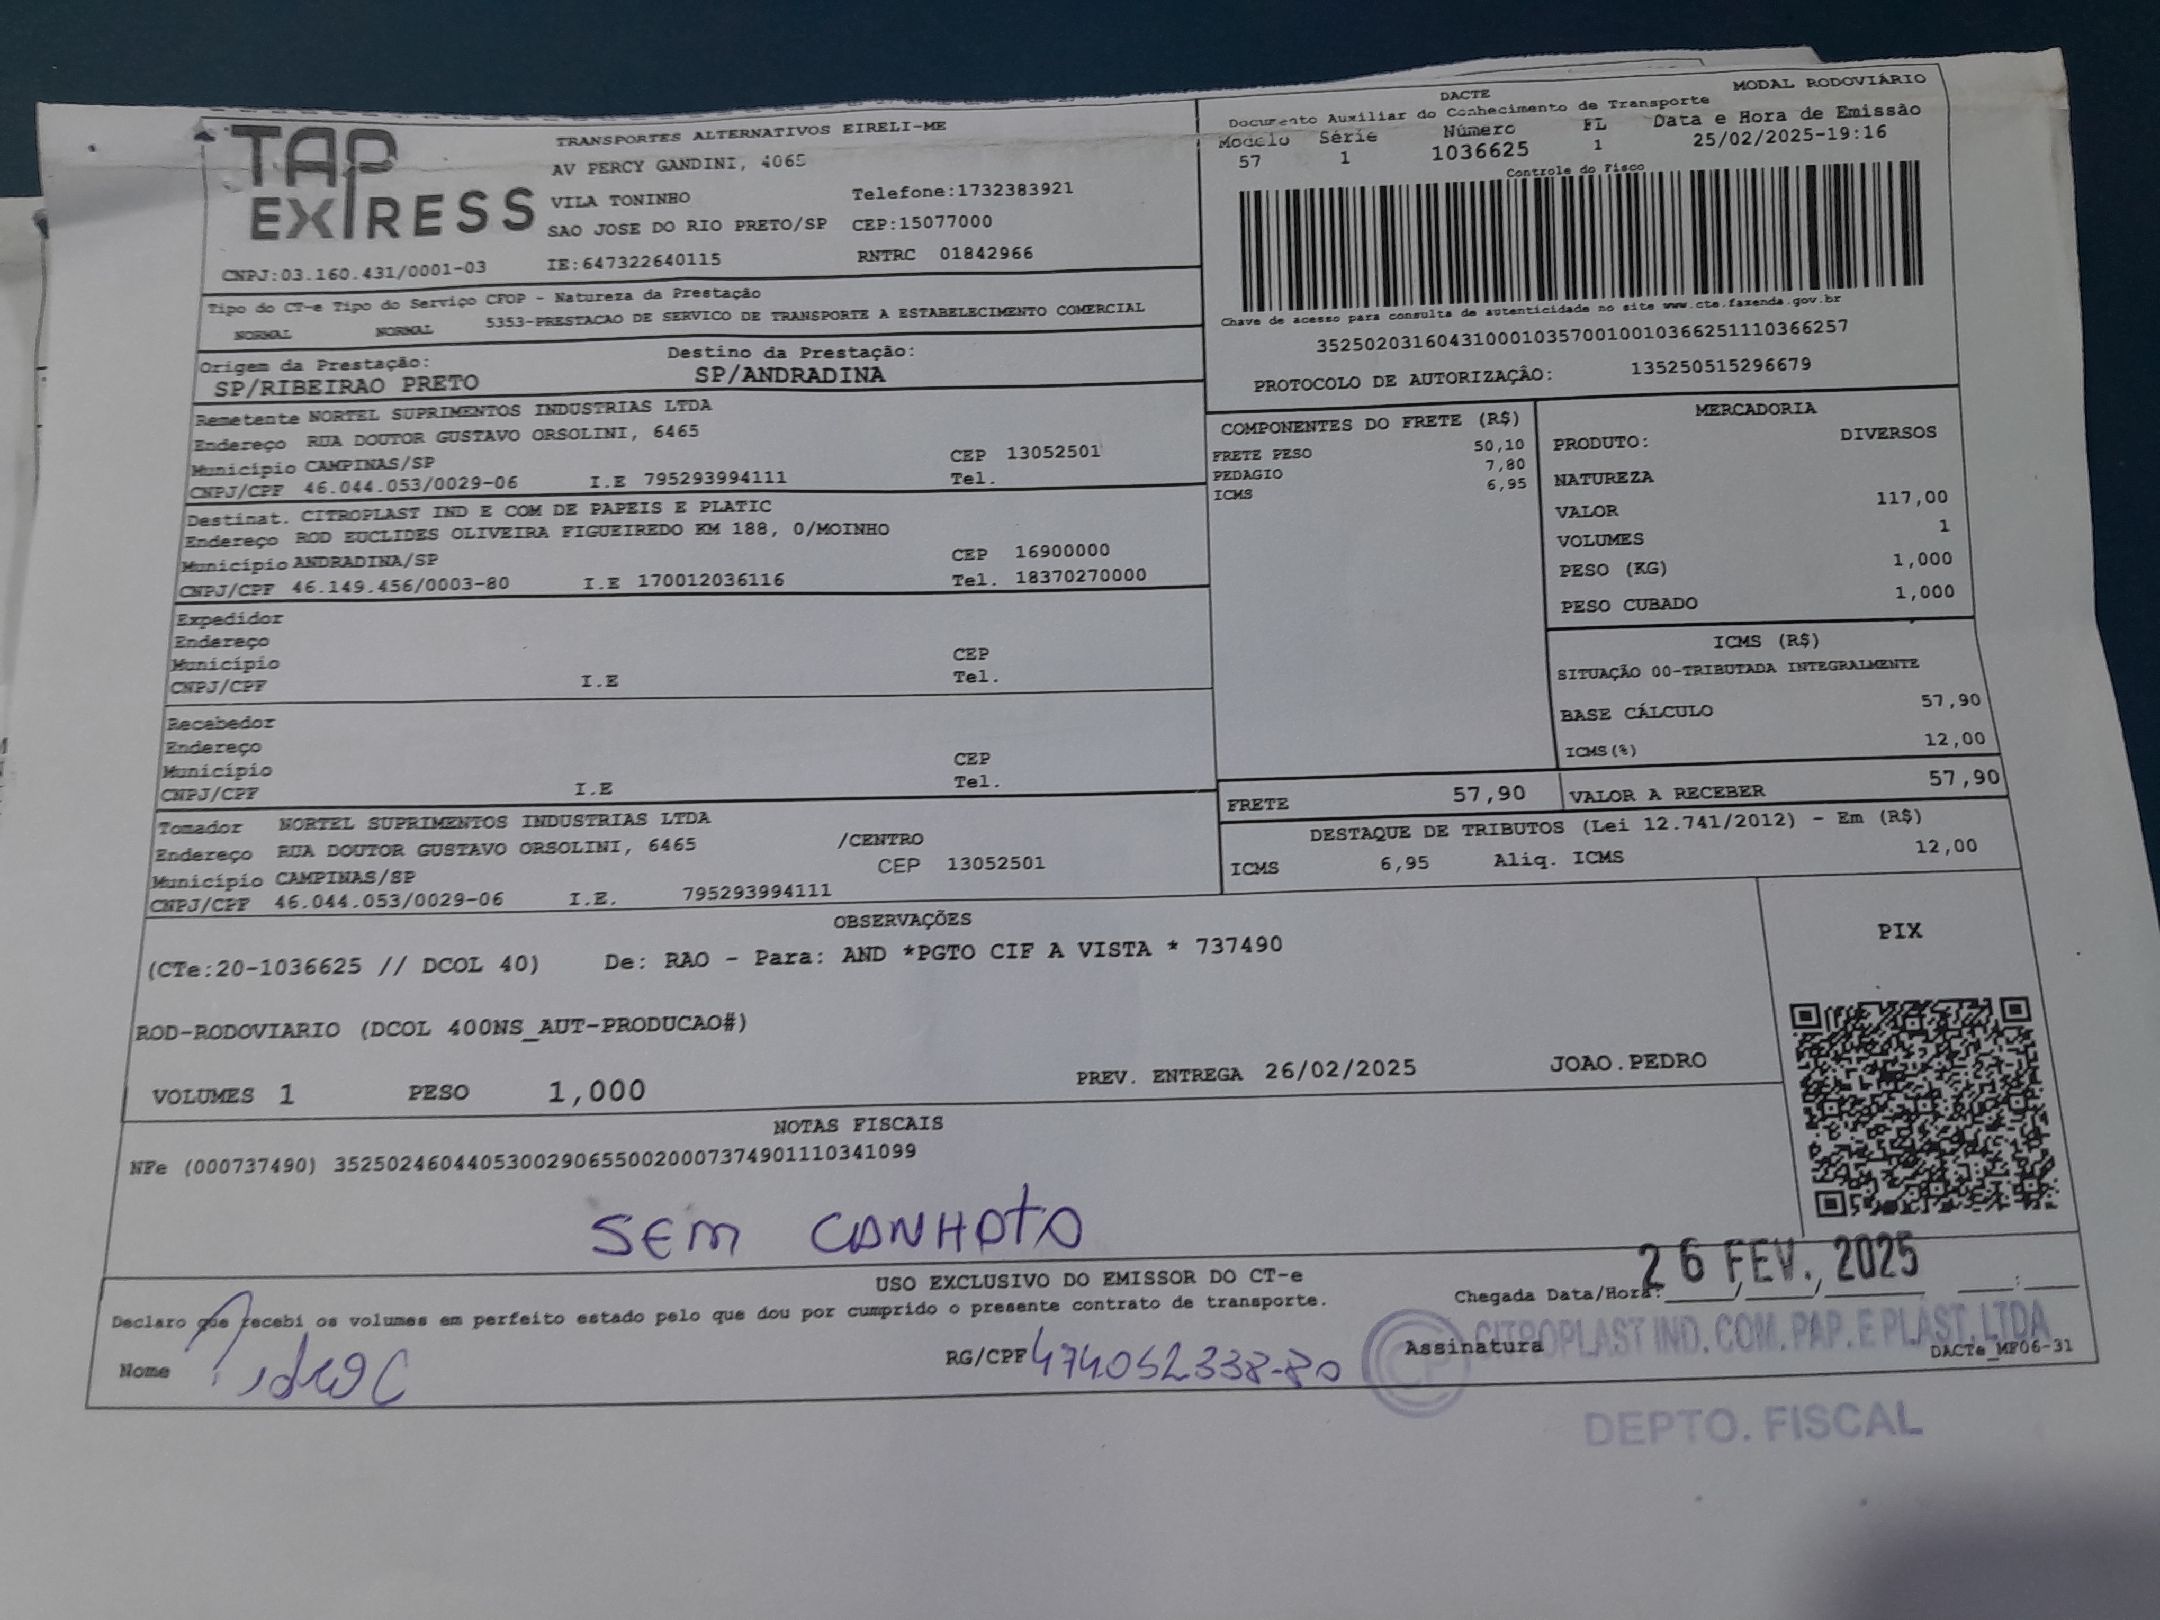 TAP EXPRESS
TRANSPORTES ALTERNATIVOS EIRELI-ME
AV PERCY GANDINI, 4065
VILA TONINHO Telefone:1732383921
SAO JOSE DO RIO PRETO/SP CEP:15077000
CNPJ:03.160.431/0001-03 IE:647322640115 RNTRC 01842966
DACTE MODAL RODOVIÁRIO
Documento Auxiliar do Conhecimento de Transporte
Modelo Série Número FL Data e Hora de Emissão
57 1 1036625 1 25/02/2025-19:16
Controle do Fisco
Chave de acesso para consulta de autenticidade no site www.cte.fazenda.gov.br
35250203160431000103570010010366251110366257
PROTOCOLO DE AUTORIZAÇÃO: 135250515296679
Tipo do CT-e Tipo do Serviço CFOP - Natureza da Prestação
NORMAL NORMAL 5353-PRESTACAO DE SERVICO DE TRANSPORTE A ESTABELECIMENTO COMERCIAL
Origem da Prestação: Destino da Prestação:
SP/RIBEIRAO PRETO SP/ANDRADINA
Remetente NORTEL SUPRIMENTOS INDUSTRIAS LTDA
Endereço RUA DOUTOR GUSTAVO ORSOLINI, 6465
Município CAMPINAS/SP CEP 13052501
CNPJ/CPF 46.044.053/0029-06 I.E 795293994111 Tel.
Destinat. CITROPLAST IND E COM DE PAPEIS E PLATIC
Endereço ROD EUCLIDES OLIVEIRA FIGUEIREDO KM 188, 0/MOINHO
Município ANDRADINA/SP CEP 16900000
CNPJ/CPF 46.149.456/0003-80 I.E 170012036116 Tel. 18370270000
Expedidor
Endereço
Município CEP
CNPJ/CPF I.E Tel.
Recebedor
Endereço
Município CEP
CNPJ/CPF I.E Tel.
Tomador NORTEL SUPRIMENTOS INDUSTRIAS LTDA
Endereço RUA DOUTOR GUSTAVO ORSOLINI, 6465 /CENTRO
Município CAMPINAS/SP CEP 13052501
CNPJ/CPF 46.044.053/0029-06 I.E. 795293994111
COMPONENTES DO FRETE (R$)
FRETE PESO 50,10
PEDAGIO 7,80
ICMS 6,95
MERCADORIA
PRODUTO: DIVERSOS
NATUREZA
VALOR 117,00
VOLUMES 1
PESO (KG) 1,000
PESO CUBADO 1,000
ICMS (R$)
SITUAÇÃO 00-TRIBUTADA INTEGRALMENTE
BASE CÁLCULO 57,90
ICMS(%) 12,00
FRETE 57,90 VALOR A RECEBER 57,90
DESTAQUE DE TRIBUTOS (Lei 12.741/2012) - Em (R$)
ICMS 6,95 Aliq. ICMS 12,00
OBSERVAÇÕES
(CTe:20-1036625 // DCOL 40) De: RAO - Para: AND *PGTO CIF A VISTA * 737490
ROD-RODOVIARIO (DCOL 400NS_AUT-PRODUCAO#)
VOLUMES 1 PESO 1,000 PREV. ENTREGA 26/02/2025 JOAO.PEDRO
PIX
NOTAS FISCAIS
NFe (000737490) 35250246044053002906550020007374901110341099
SEM CANHOTO
USO EXCLUSIVO DO EMISSOR DO CT-e
Declaro que recebi os volumes em perfeito estado pelo que dou por cumprido o presente contrato de transporte.
Chegada Data/Hora: 26 FEV. 2025
Nome RG/CPF 474052338-80 Assinatura
CP CITROPLAST IND. COM. PAP. E PLAST. LTDA
DACTe_MF06-31
DEPTO. FISCAL